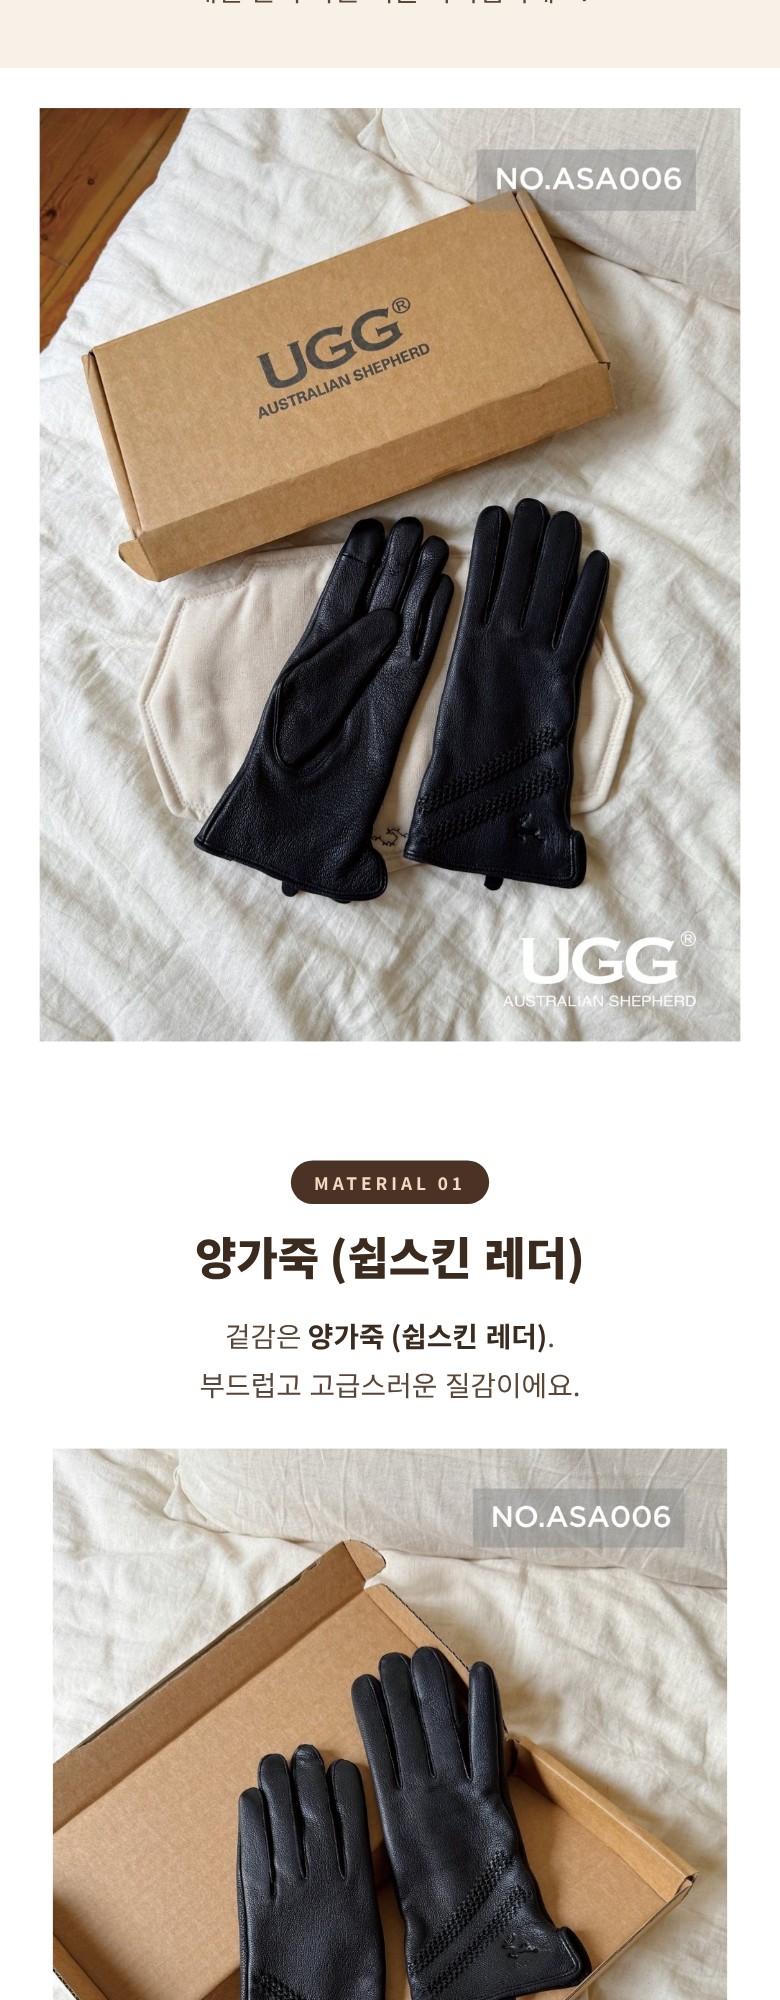 NO.ASA006
UGG®
AUSTRALIAN SHEPHERD
UGG®
AUSTRALIAN SHEPHERD
MATERIAL 01
양가죽 (쉽스킨 레더)
겉감은 양가죽 (쉽스킨 레더).
부드럽고 고급스러운 질감이에요.
NO.ASA006